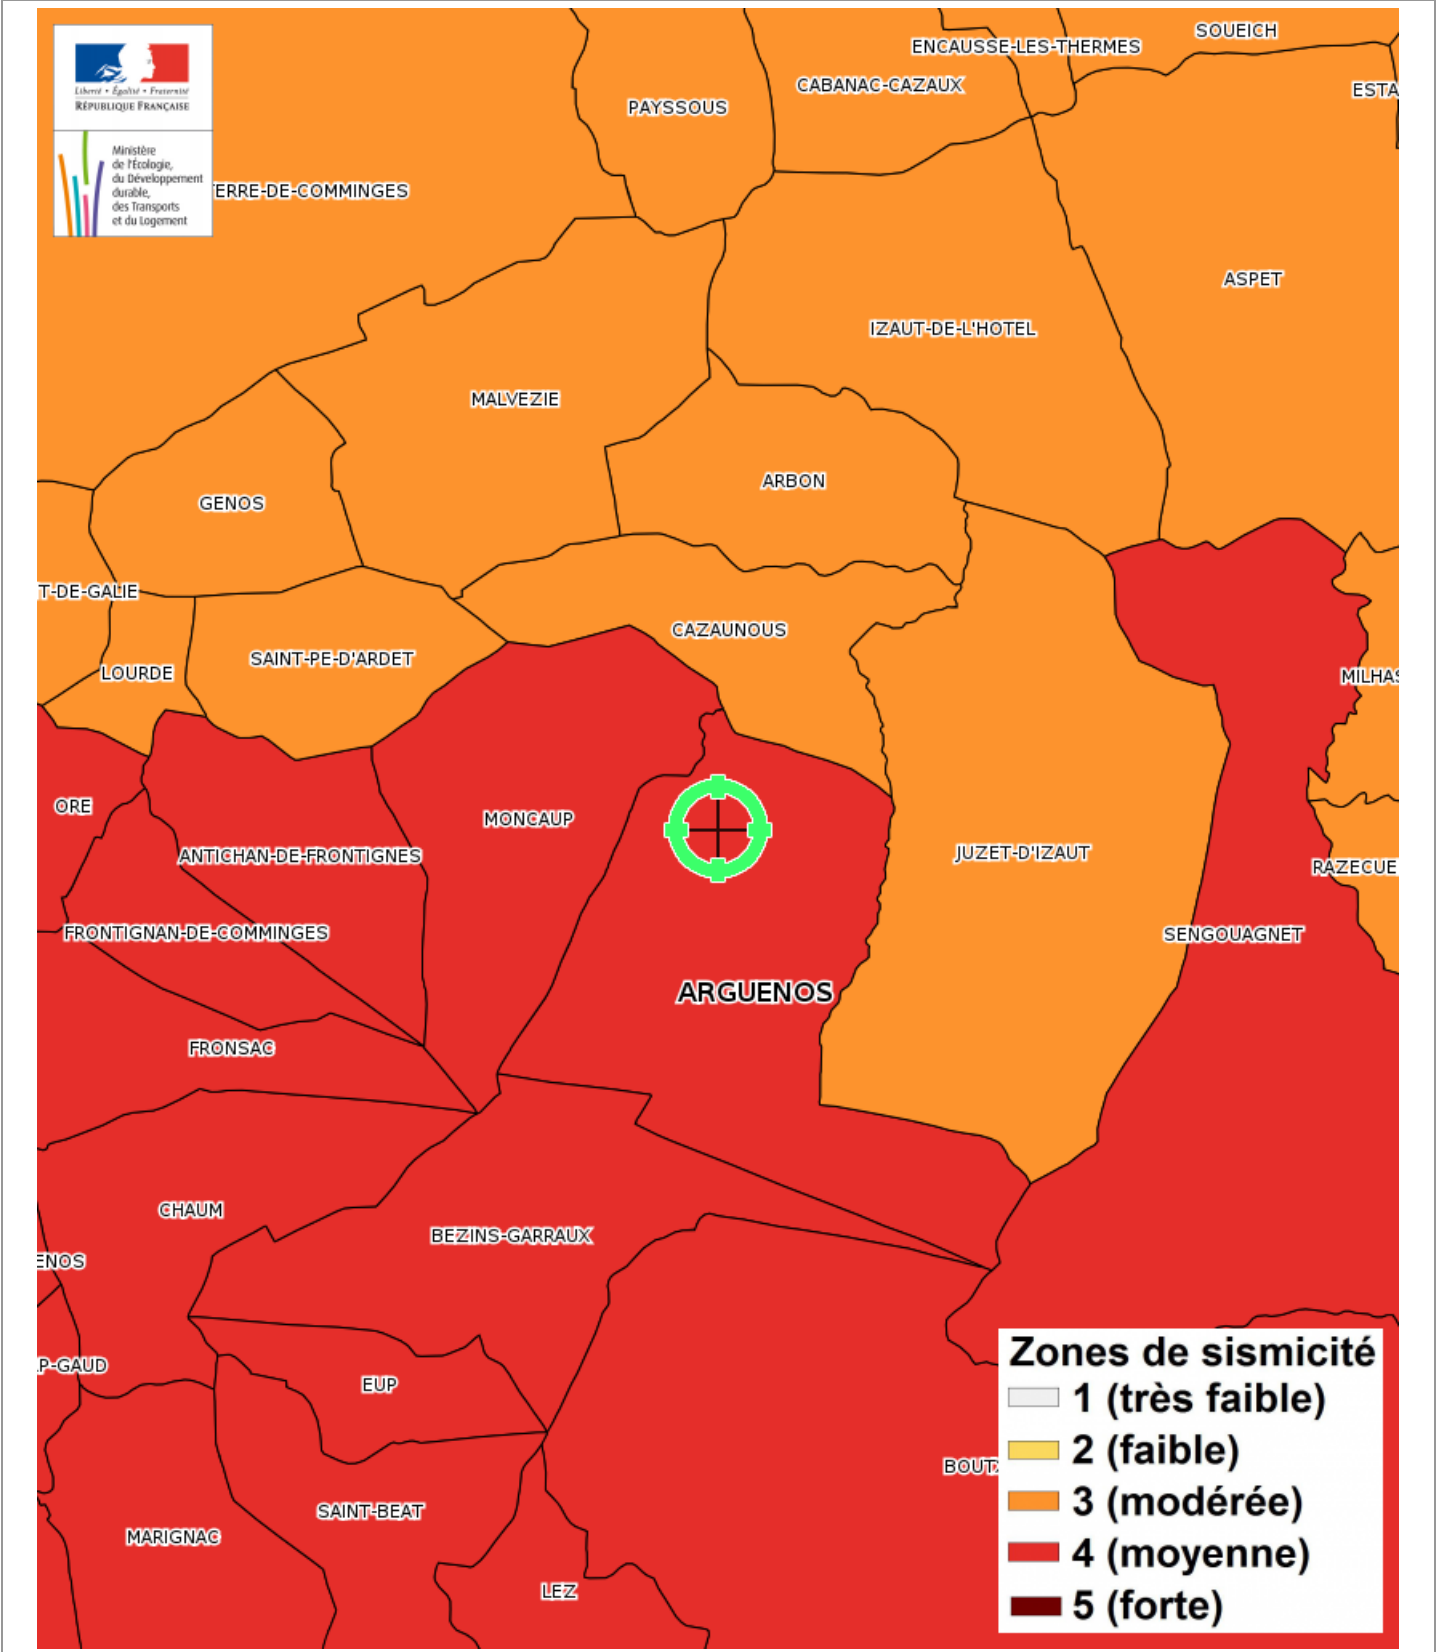 Liberté • Égalité • Fraternité
RÉPUBLIQUE FRANÇAISE
Ministère
de l'Écologie,
du Développement
durable,
des Transports
et du Logement
SOUEICH
ENCAUSSE-LES-THERMES
CABANAC-CAZAUX
ESTA
PAYSSOUS
TERRE-DE-COMMINGES
ASPET
IZAUT-DE-L'HOTEL
MALVEZIE
ARBON
GENOS
T-DE-GALIE
CAZAUNOUS
SAINT-PE-D'ARDET
LOURDE
MILHAS
ORE
MONCAUP
ANTICHAN-DE-FRONTIGNES
JUZET-D'IZAUT
RAZECUE
FRONTIGNAN-DE-COMMINGES
SENGOUAGNET
ARGUENOS
FRONSAC
CHAUM
BEZINS-GARRAUX
ENOS
P-GAUD
EUP
BOUTX
SAINT-BEAT
MARIGNAC
LEZ
Zones de sismicité
1 (très faible)
2 (faible)
3 (modérée)
4 (moyenne)
5 (forte)